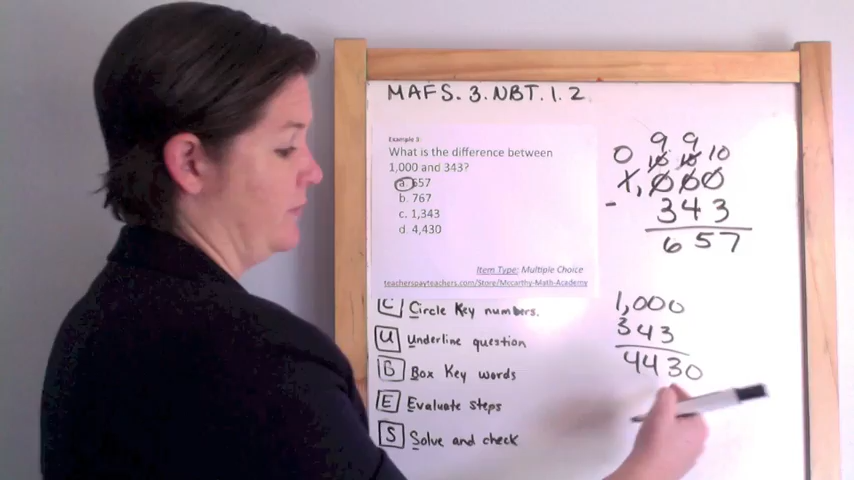 MAFS.3.NBT.1.2
Example 3:
What is the difference between
1,000 and 343?
a. 657
b. 767
c. 1,343
d. 4,430
Item Type: Multiple Choice
teacherspayteachers.com/Store/Mccarthy-Math-Academy
C Circle Key numbers.
U Underline question
B Box Key words
E Evaluate steps
S Solve and check
9 9
0 10 10 10
1,000
- 343
657
1,000
343
4430